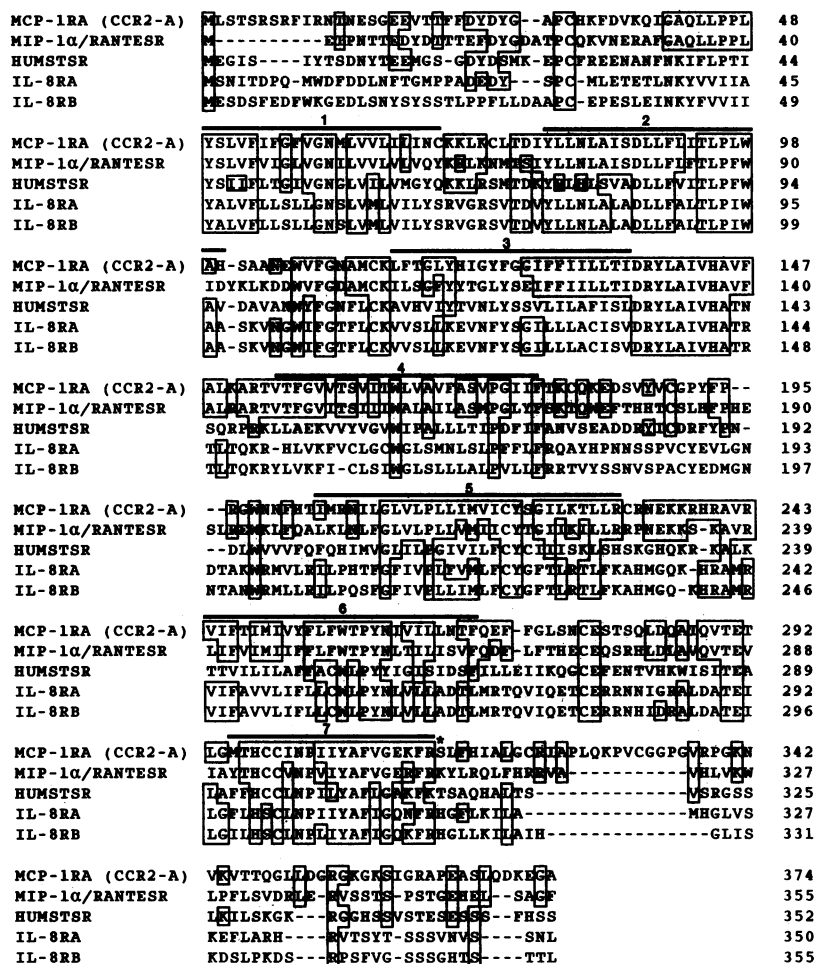 MCP-1RA (CCR2-A) MLSTSRSRFIRNTNESGEEVTTFFDYDYG--APCHKFDVKQIGAQLLPPL 48
MIP-1α/RANTESR M---------ETPNTTEDYDTTTEFDYGDATPCQKVNERAFGAQLLPPL 40
HUMSTSR MEGIS----IYTSDNYTEEMGSG-DYDSMK-EPCFREENANFNKIFLPTI 44
IL-8RA MSNITDPQ-MWDFDDLNFTGMPPADEDY---SPC-MLETETLNKYVVIIA 45
IL-8RB MESDSFEDFWKGEDLSNYSYSSTLPPFLLDAAPC-EPESLEINKYFVVII 49
1 2
MCP-1RA (CCR2-A) YSLVFIFGFVGNMLVVLILINCKKLKCLTDIYLLNLAISDLLFLITLPLW 98
MIP-1α/RANTESR YSLVFVIGLVGNILVVLVLVQYKRLKNMTSIYLLNLAISDLLFLFTLPFW 90
HUMSTSR YSIIFLTGIVGNGLVILVMGYQKKLRSMTDKYRLHLSVADLLFVITLPFW 94
IL-8RA YALVFLLSLLGNSLVMLVILYSRVGRSVTDVYLLNLALADLLFALTLPIW 95
IL-8RB YALVFLLSLLGNSLVMLVILYSRVGRSVTDVYLLNLALADLLFALTLPIW 99
3
MCP-1RA (CCR2-A) AH-SAANEWVFGNAMCKLFTGLYHIGYFGGIFFIILLTIDRYLAIVHAVF 147
MIP-1α/RANTESR IDYKLKDDWVFGDAMCKILSGFYYTGLYSEIFFIILLTIDRYLAIVHAVF 140
HUMSTSR AV-DAVANWYFGNFLCKAVHVIYTVNLYSSVLILAFISLDRYLAIVHATN 143
IL-8RA AA-SKVNGWIFGTFLCKVVSLLKEVNFYSGILLLACISVDRYLAIVHATR 144
IL-8RB AA-SKVNGWIFGTFLCKVVSLLKEVNFYSGILLLACISVDRYLAIVHATR 148
4
MCP-1RA (CCR2-A) ALKARTVTFGVVTSVITWLVAVFASVPGIIFTKCQKEDSVYVCGPYFP-- 195
MIP-1α/RANTESR ALRARTVTFGVITSIIIWALAILASMPGLYFSKTQWEFTHHTCSLHFPHE 190
HUMSTSR SQRPRKLLAEKVVYVGVWIPALLLTIPDFIFANVSEADDRYICDRFYPN- 192
IL-8RA TLTQKR-HLVKFVCLGCWGLSMNLSLPFFLFRQAYHPNNSSPVCYEVLGN 193
IL-8RB TLTQKRYLVKFI-CLSIWGLSLLLALPVLLFRRTVYSSNVSPACYEDMGN 197
5
MCP-1RA (CCR2-A) --RGWNNFHTIMRNILGLVLPLLIMVICYSGILKTLLRCRNEKKRHRAVR 243
MIP-1α/RANTESR SLREWKLFQALKLNLFGLVLPLLVMIICYTGIIKILLRRPNEKKS-KAVR 239
HUMSTSR --DLWVVVFQFQHIMVGLILPGIVILFCYCIIISKLSHSKGHQKR-KALK 239
IL-8RA DTAKWRMVLRILPHTFGFIVPLFVMLFCYGFTLRTLFKAHMGQK-HRAMR 242
IL-8RB NTANWRMLLRILPQSFGFIVPLLIMLFCYGFTLRTLFKAHMGQK-HRAMR 246
6
MCP-1RA (CCR2-A) VIFTIMIVYFLFWTPYNIVILLNTFQEF-FGLSNCESTSQLDQATQVTET 292
MIP-1α/RANTESR LIFVIMIIFFLFWTPYNLTILISVFQDF-LFTHECEQSRHLDLAVQVTEV 288
HUMSTSR TTVILILAFFACWLPYYIGISIDSFILLEIIKQGCEFENTVHKWISITEA 289
IL-8RA VIFAVVLIFLLCWLPYNLVLLADTLMRTQVIQETCERRNNIGRALDATEI 292
IL-8RB VIFAVVLIFLLCWLPYNLVLLADTLMRTQVIQETCERRNHIDRALDATEI 296
7
MCP-1RA (CCR2-A) LGMTHCCINPIIYAFVGEKFRSLFHIALGCRIAPLQKPVCGGPGVRPGKN 342
*
MIP-1α/RANTESR IAYTHCCVNPVIYAFVGERFRKYLRQLFHRRVA-----------VHLVKW 327
HUMSTSR LAFFHCCLNPILYAFLGAKFKTSAQHALTS--------------VSRGSS 325
IL-8RA LGFLHSCLNPIIYAFIGQNFRHGFLKILA-------------MHGLVS 327
IL-8RB LGILHSCLNPLIYAFIGQKFRHGLLKILAIH-------------GLIS 331
MCP-1RA (CCR2-A) VKVTTQGLLDGRGKGKSIGRAPEASLQDKEGA 374
MIP-1α/RANTESR LPFLSVDRLE-RVSSTS-PSTGEHEL--SAGF 355
HUMSTSR LKILSKGK---RGGHSSVSTESESSS-FHSS 352
IL-8RA KEFLARH----RVTSYT-SSSVNVS---SNL 350
IL-8RB KDSLPKDS---RPSFVG-SSSGHTS---TTL 355